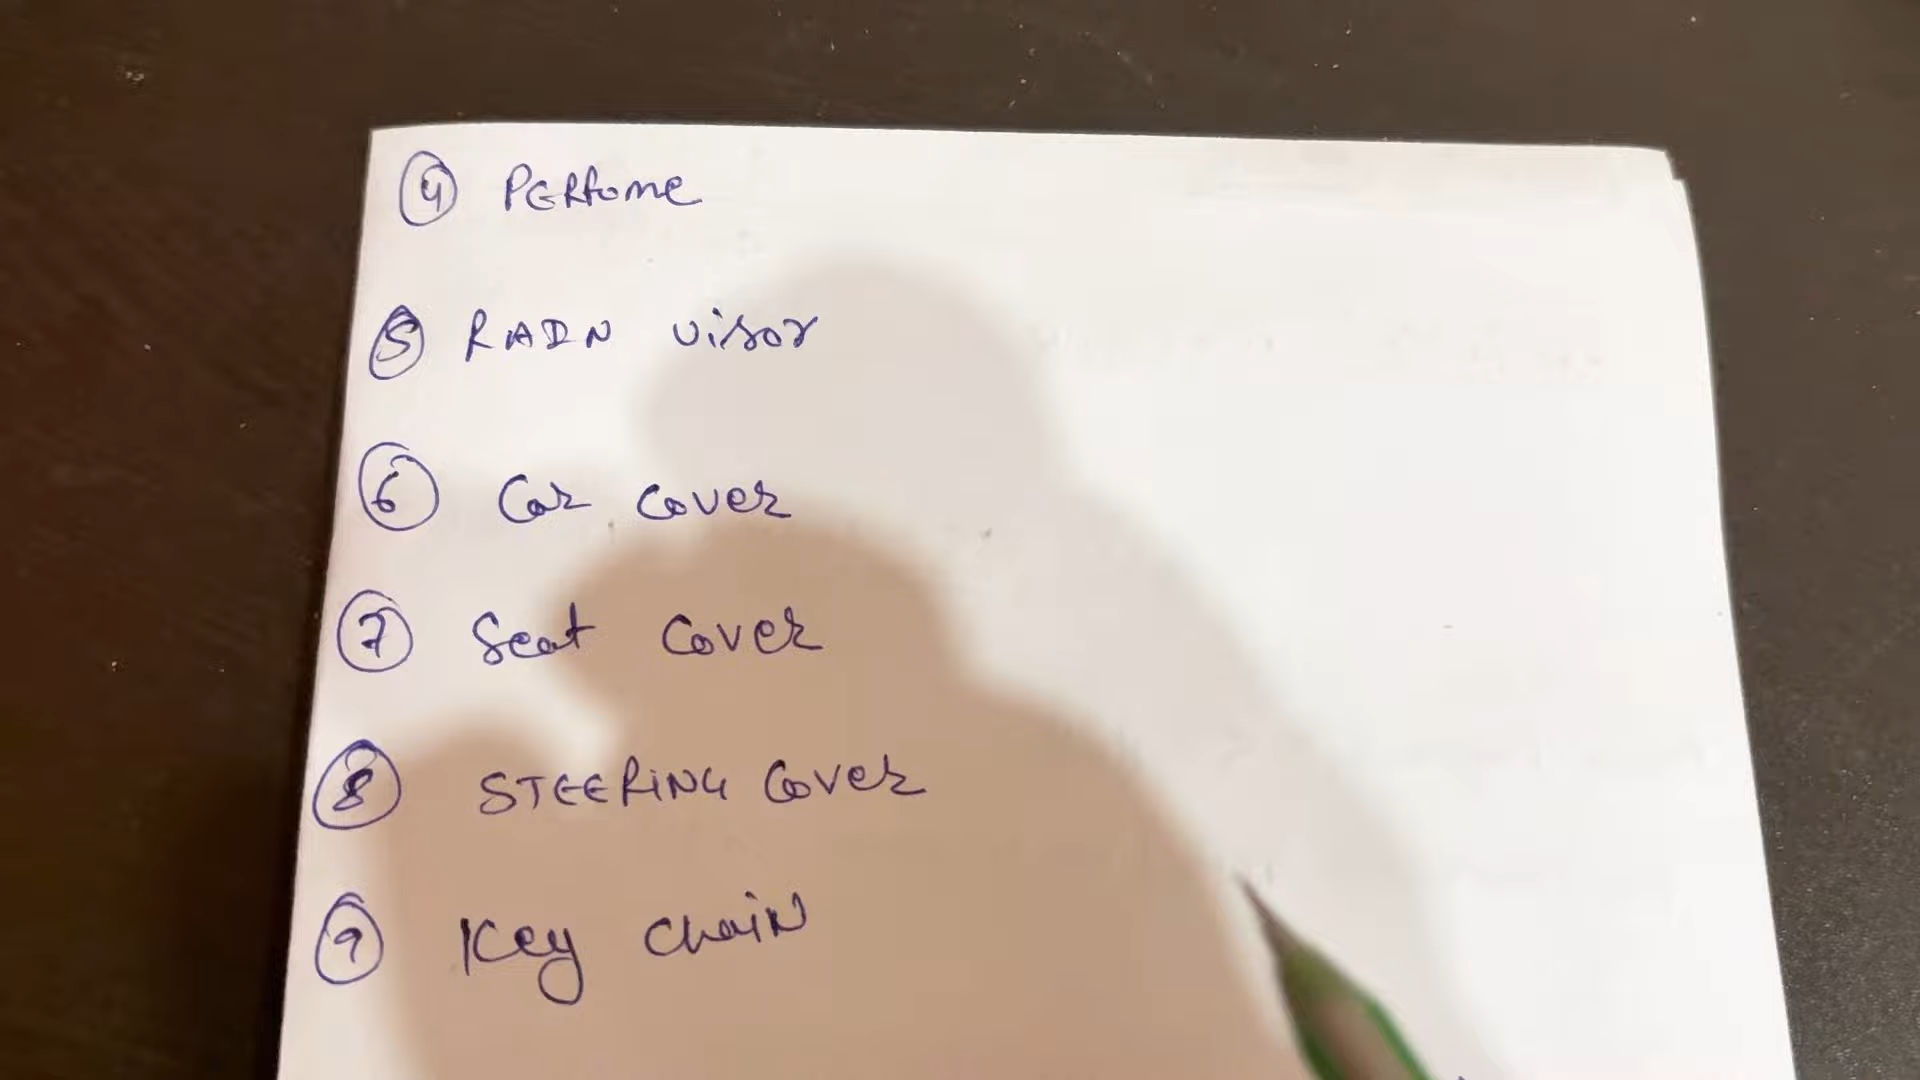 4 PERfume
5 RAIN visor
6 Car Cover
7 Seat Cover
8 STEERING Cover
9 Key chain